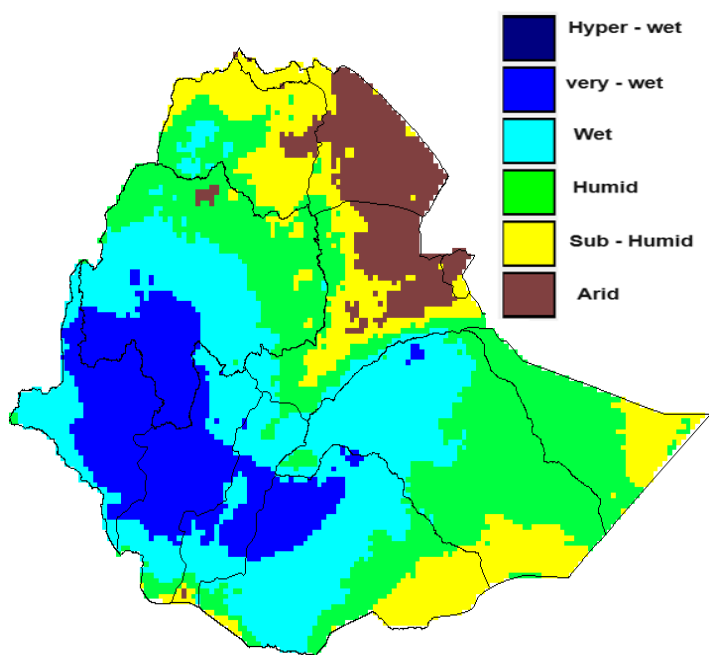 Hyper - wet
very - wet
Wet
Humid
Sub - Humid
Arid